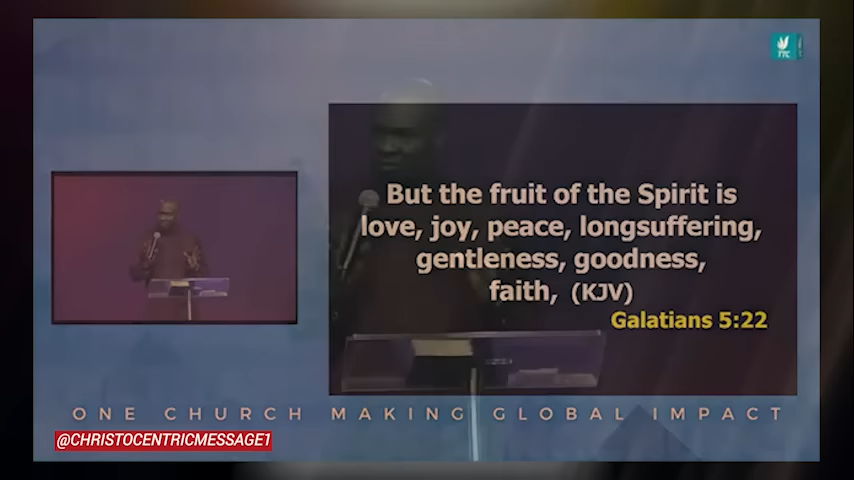 TTC
But the fruit of the Spirit is
love, joy, peace, longsuffering,
gentleness, goodness,
faith, (KJV)
Galatians 5:22
ONE CHURCH MAKING GLOBAL IMPACT
@CHRISTOCENTRICMESSAGE1